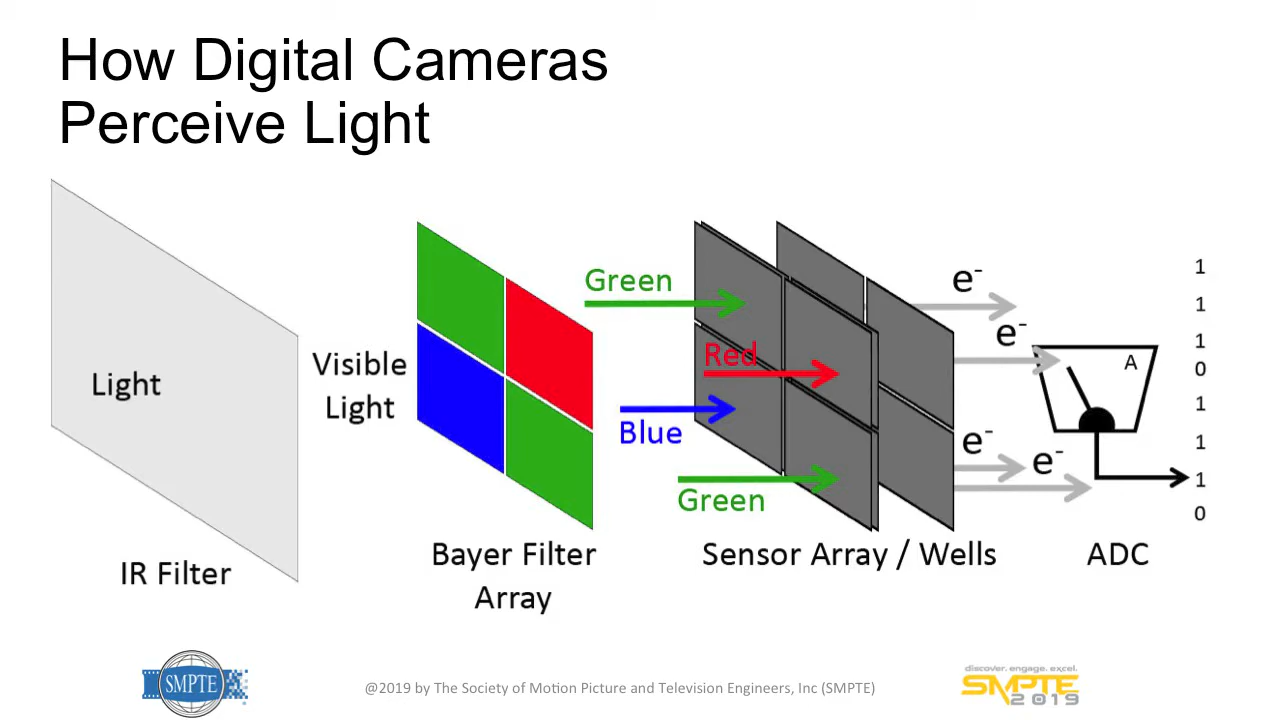 How Digital Cameras
Perceive Light
Light
IR Filter
Visible
Light
Bayer Filter
Array
Green
Red
Blue
Green
Sensor Array / Wells
e-
e-
e-
e-
A
ADC
1
1
1
0
1
1
1
0
SMPTE
@2019 by The Society of Motion Picture and Television Engineers, Inc (SMPTE)
discover. engage. excel.
SMPTE
2019